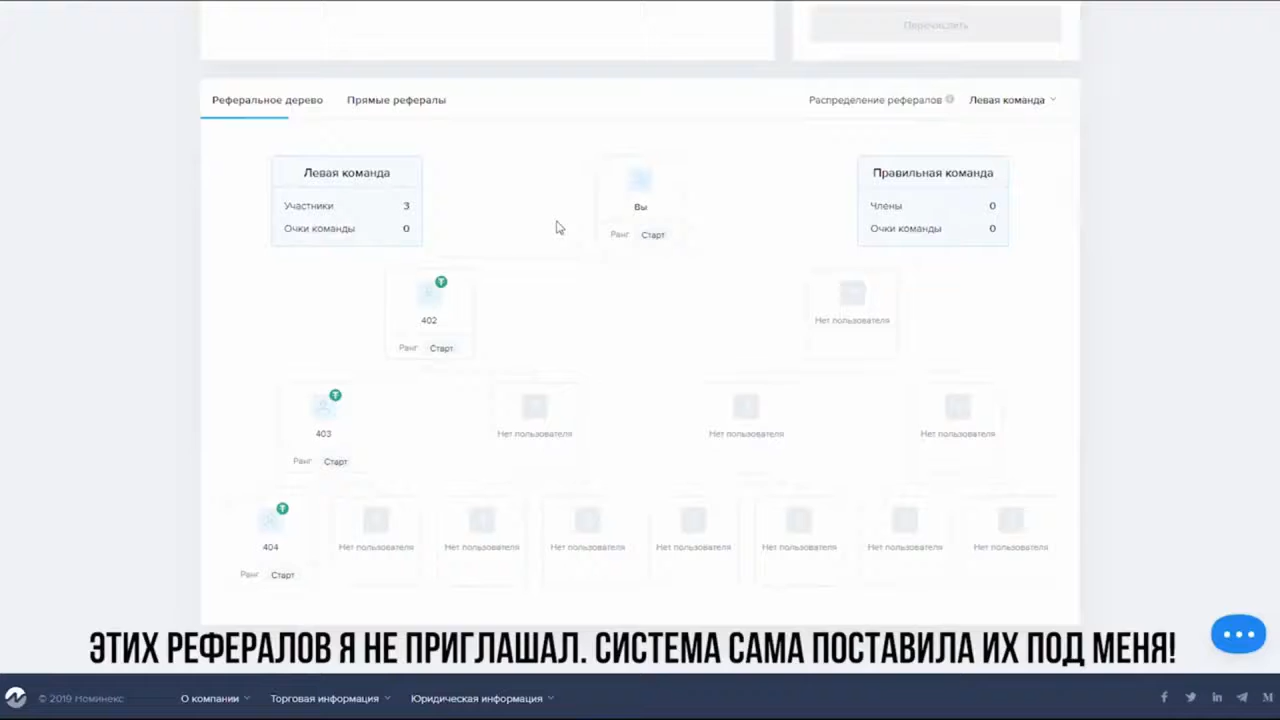 Перечислить
Реферальное дерево Прямые рефералы Распределение рефералов Левая команда
Левая команда
Участники 3
Очки команды 0
Вы
Ранг Старт
Правильная команда
Члены 0
Очки команды 0
402
Ранг Старт
Нет пользователя
403
Ранг Старт
Нет пользователя
Нет пользователя
Нет пользователя
404
Ранг Старт
Нет пользователя
Нет пользователя
Нет пользователя
Нет пользователя
Нет пользователя
Нет пользователя
Нет пользователя
ЭТИХ РЕФЕРАЛОВ Я НЕ ПРИГЛАШАЛ. СИСТЕМА САМА ПОСТАВИЛА ИХ ПОД МЕНЯ!
© 2019 Номинекс О компании Торговая информация Юридическая информация